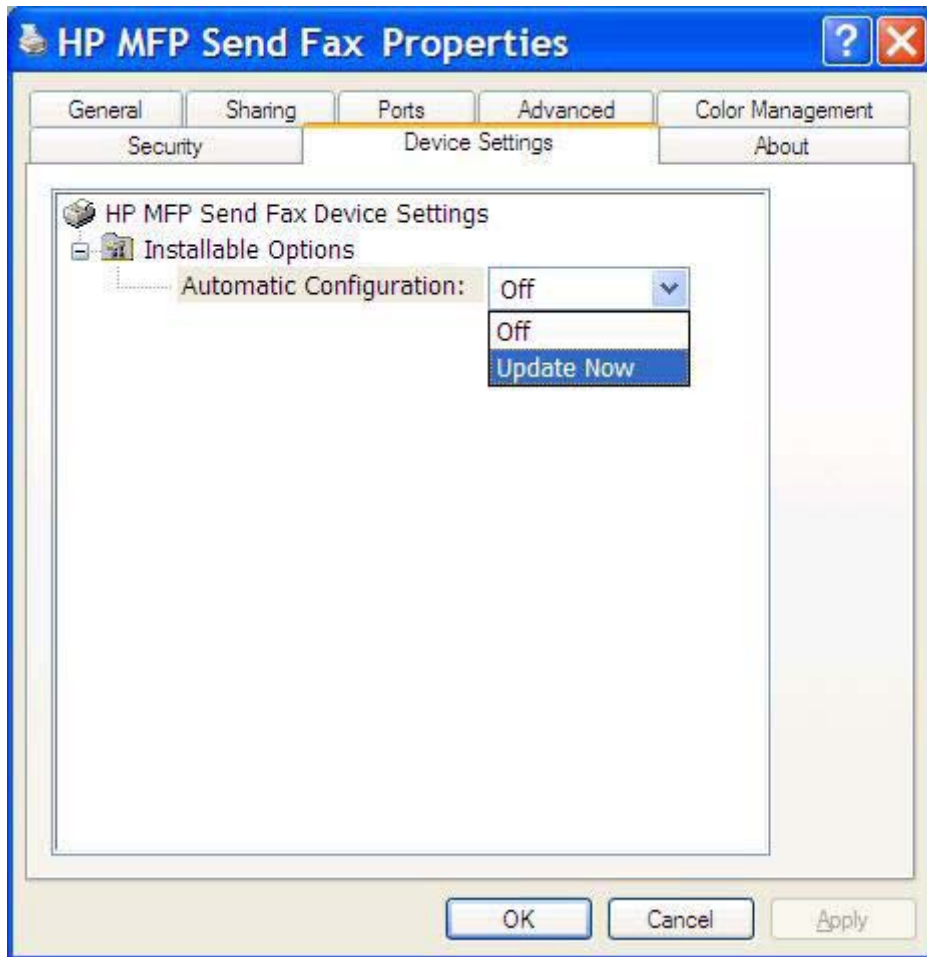 HP MFP Send Fax Properties
General Sharing Ports Advanced Color Management
Security Device Settings About
HP MFP Send Fax Device Settings
Installable Options
Automatic Configuration: Off
Off
Update Now
OK Cancel Apply